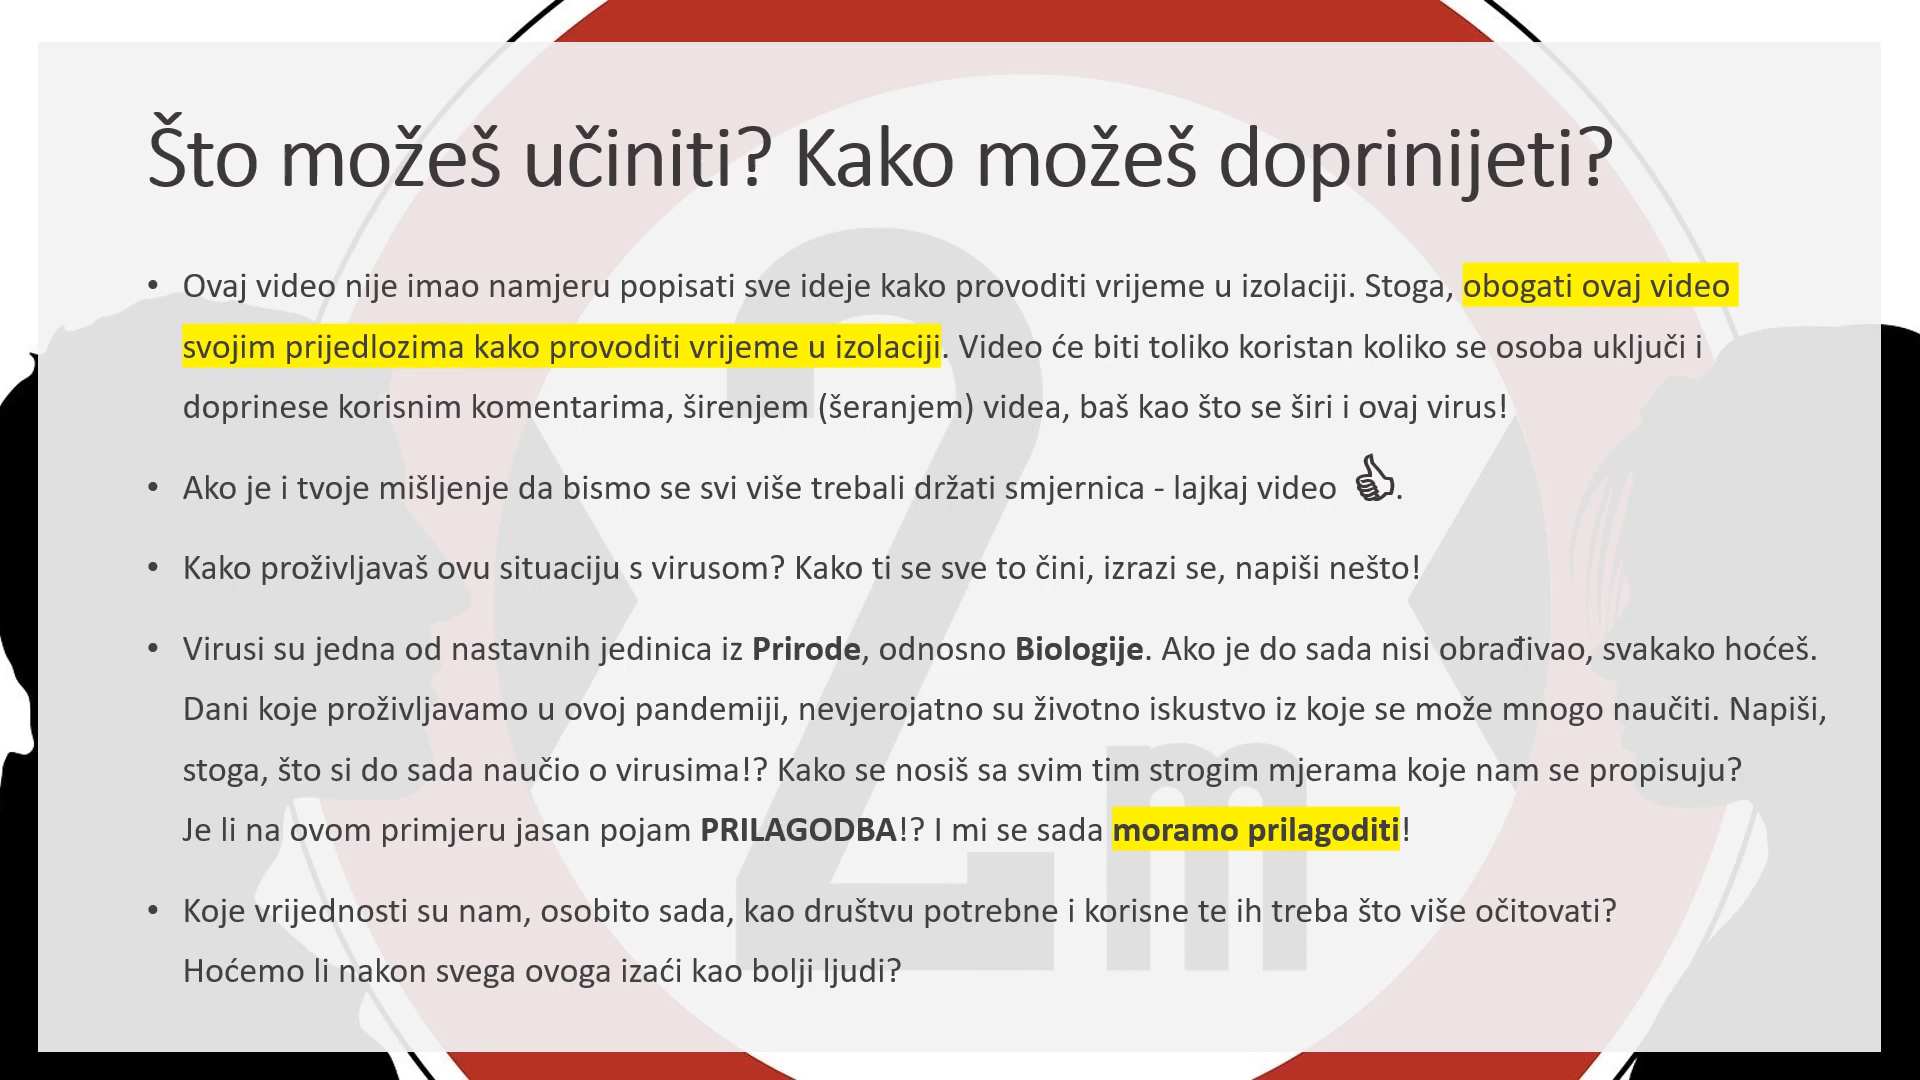 Što možeš učiniti? Kako možeš doprinijeti?
• Ovaj video nije imao namjeru popisati sve ideje kako provoditi vrijeme u izolaciji. Stoga, obogati ovaj video
svojim prijedlozima kako provoditi vrijeme u izolaciji. Video će biti toliko koristan koliko se osoba uključi i
doprinese korisnim komentarima, širenjem (šeranjem) videa, baš kao što se širi i ovaj virus!
• Ako je i tvoje mišljenje da bismo se svi više trebali držati smjernica - lajkaj video 👍.
• Kako proživljavaš ovu situaciju s virusom? Kako ti se sve to čini, izrazi se, napiši nešto!
• Virusi su jedna od nastavnih jedinica iz Prirode, odnosno Biologije. Ako je do sada nisi obrađivao, svakako hoćeš.
Dani koje proživljavamo u ovoj pandemiji, nevjerojatno su životno iskustvo iz koje se može mnogo naučiti. Napiši,
stoga, što si do sada naučio o virusima!? Kako se nosiš sa svim tim strogim mjerama koje nam se propisuju?
Je li na ovom primjeru jasan pojam PRILAGODBA!? I mi se sada moramo prilagoditi!
• Koje vrijednosti su nam, osobito sada, kao društvu potrebne i korisne te ih treba što više očitovati?
Hoćemo li nakon svega ovoga izaći kao bolji ljudi?
2 m